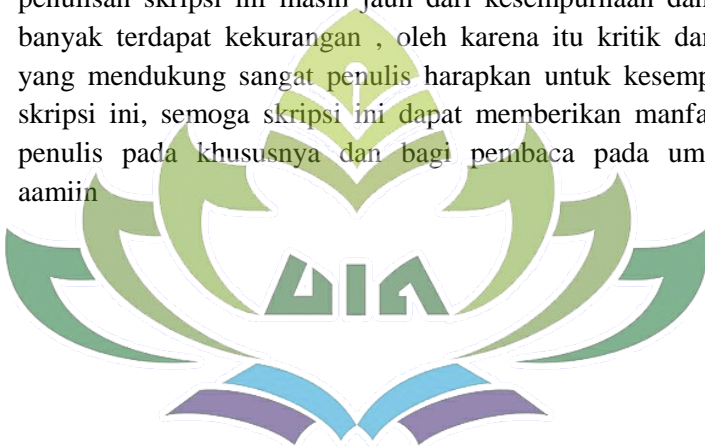 penulisan skripsi ini masih jauh dari kesempurnaan dan
banyak terdapat kekurangan , oleh karena itu kritik dar
yang mendukung sangat penulis harapkan untuk kesemp
skripsi ini, semoga skripsi ini dapat memberikan manfa
penulis pada khususnya dan bagi pembaca pada um
aamiin
UIN